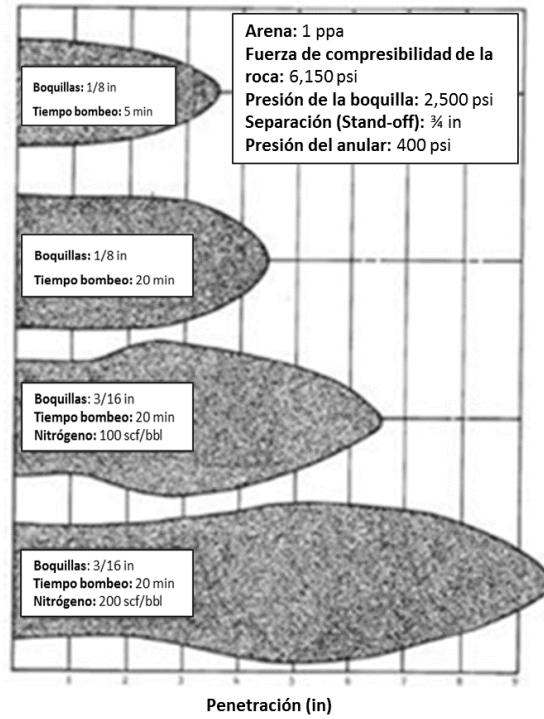 Arena: 1 ppa
Fuerza de compresibilidad de la
roca: 6,150 psi
Presión de la boquilla: 2,500 psi
Separación (Stand-off): ¾ in
Presión del anular: 400 psi
Boquillas: 1/8 in
Tiempo bombeo: 5 min
Boquillas: 1/8 in
Tiempo bombeo: 20 min
Boquillas: 3/16 in
Tiempo bombeo: 20 min
Nitrógeno: 100 scf/bbl
Boquillas: 3/16 in
Tiempo bombeo: 20 min
Nitrógeno: 200 scf/bbl
1 2 3 4 5 6 7 8 9
Penetración (in)